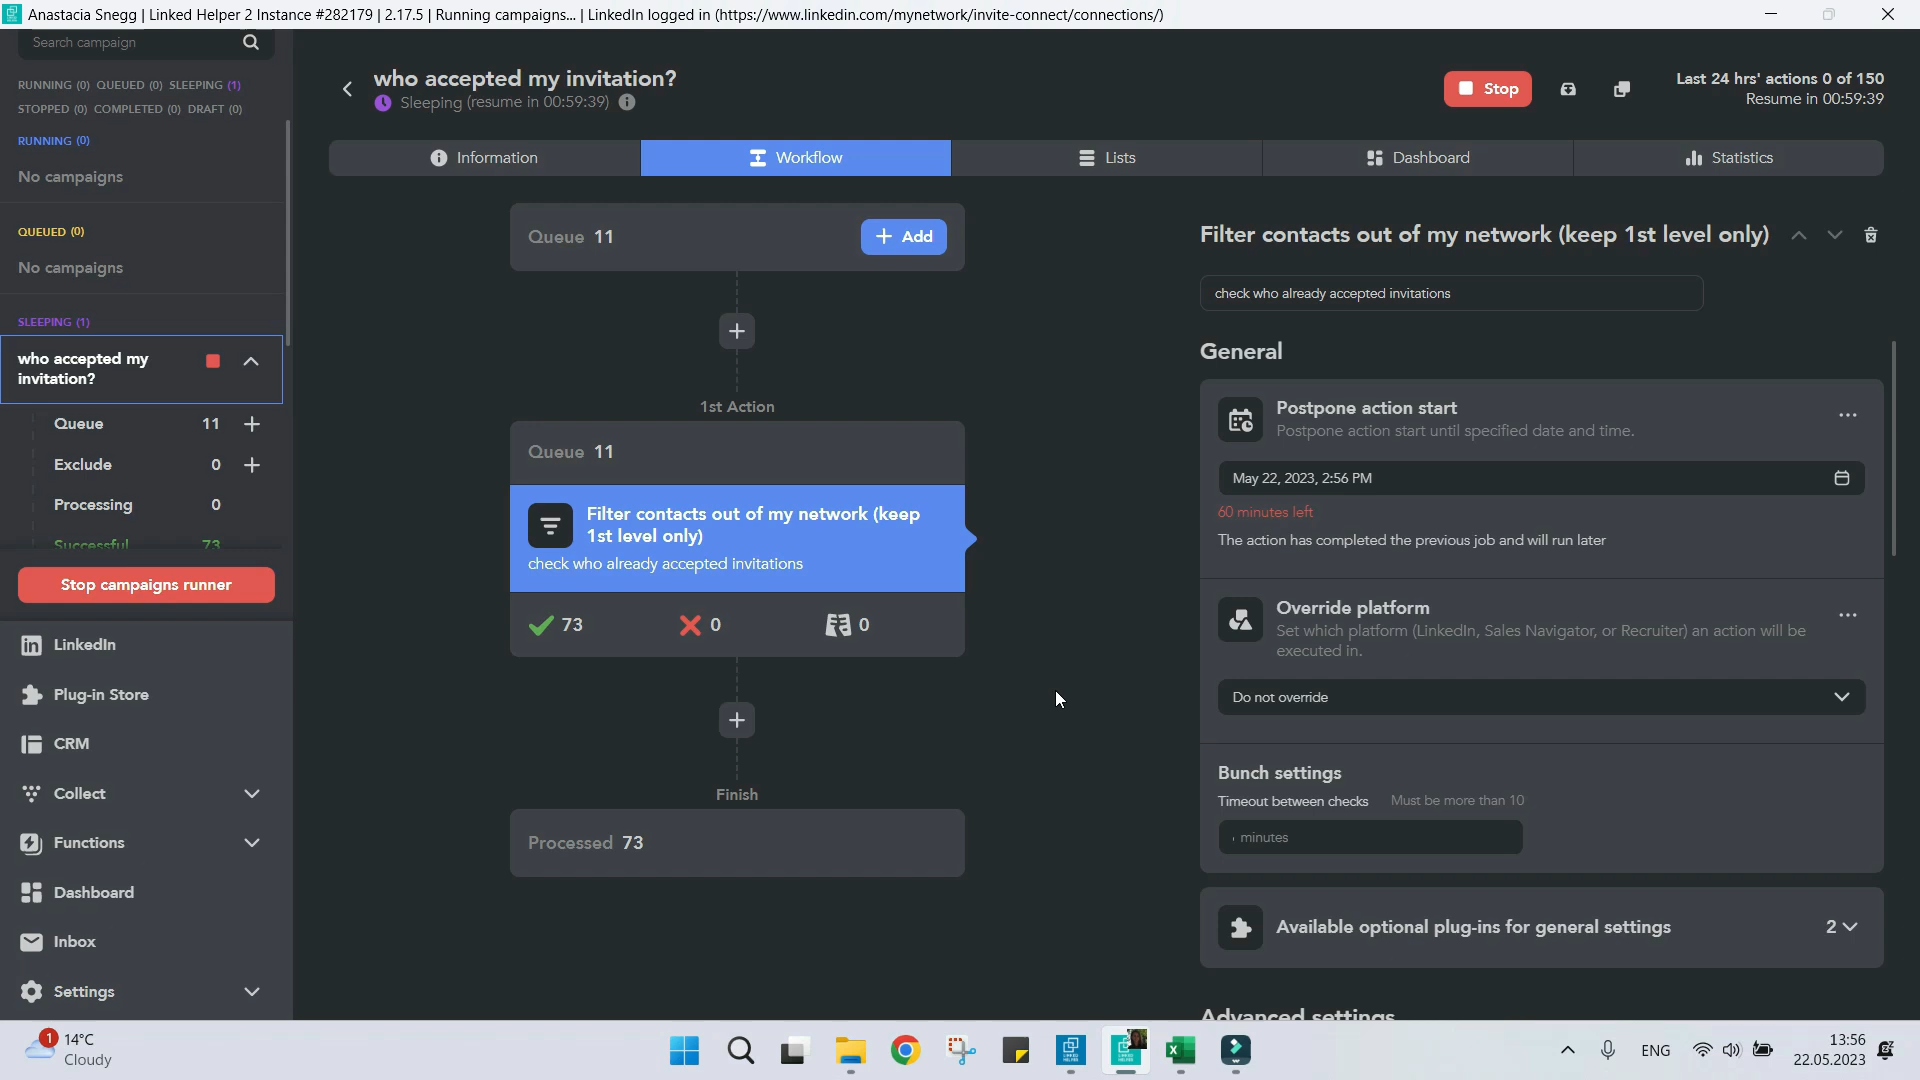 Anastacia Snegg | Linked Helper 2 Instance #282179 | 2.17.5 | Running campaigns... | LinkedIn logged in (https://www.linkedin.com/mynetwork/invite-connect/connections/)
Search campaign
RUNNING (0) QUEUED (0) SLEEPING (1)
STOPPED (0) COMPLETED (0) DRAFT (0)
RUNNING (0)
No campaigns
QUEUED (0)
No campaigns
SLEEPING (1)
who accepted my
invitation?
Queue 11
Exclude 0
Processing 0
Successful 73
Stop campaigns runner
LinkedIn
Plug-in Store
CRM
Collect
Functions
Dashboard
Inbox
Settings
who accepted my invitation?
Sleeping (resume in 00:59:39)
Stop
Last 24 hrs' actions 0 of 150
Resume in 00:59:39
Information
Workflow
Lists
Dashboard
Statistics
Queue 11
Add
1st Action
Queue 11
Filter contacts out of my network (keep
1st level only)
check who already accepted invitations
73
0
0
Finish
Processed 73
Filter contacts out of my network (keep 1st level only)
check who already accepted invitations
General
Postpone action start
Postpone action start until specified date and time.
May 22, 2023, 2:56 PM
60 minutes left
The action has completed the previous job and will run later
Override platform
Set which platform (LinkedIn, Sales Navigator, or Recruiter) an action will be
executed in.
Do not override
Bunch settings
Timeout between checks Must be more than 10
minutes
Available optional plug-ins for general settings
2
Advanced settings
1
14°C
Cloudy
ENG
13:56
22.05.2023